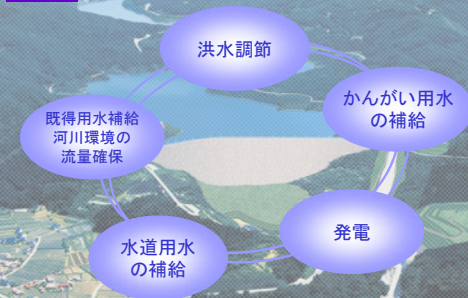 洪水調節
かんがい用水
の補給
発電
水道用水
の補給
既得用水補給
河川環境の
流量確保